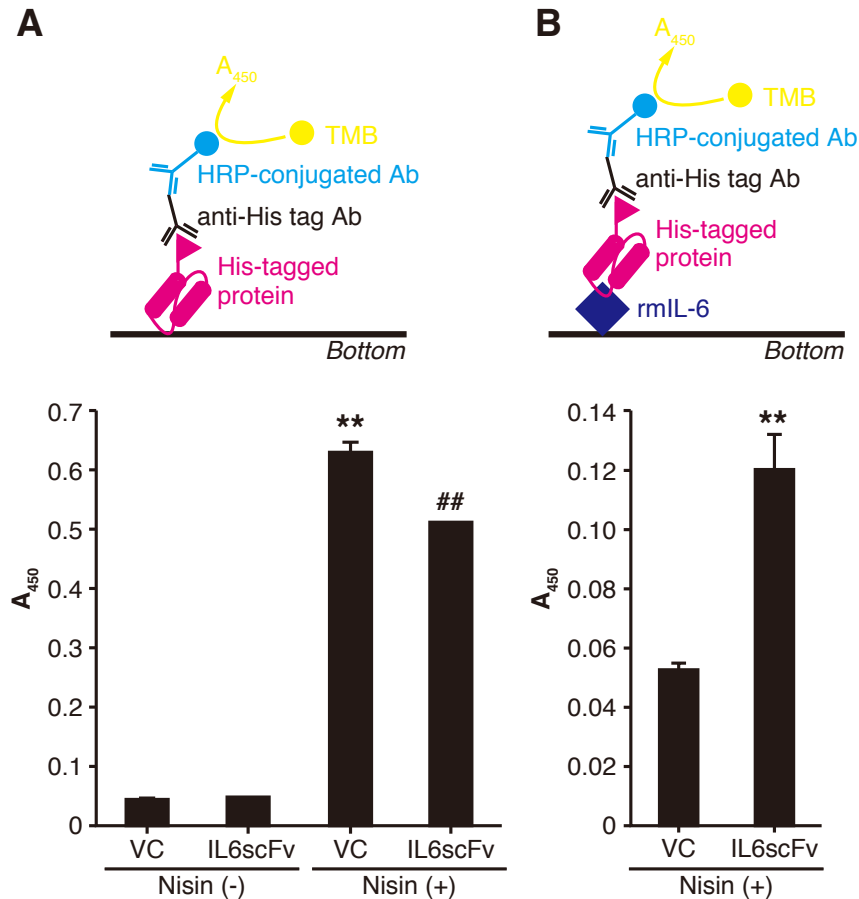 A
A450
TMB
HRP-conjugated Ab
anti-His tag Ab
His-tagged
protein
Bottom
0.7
0.6
0.5
0.4
0.3
0.2
0.1
0
A450
**
##
VC
IL6scFv
VC
IL6scFv
Nisin (-)
Nisin (+)
B
A450
TMB
HRP-conjugated Ab
anti-His tag Ab
His-tagged
protein
rmIL-6
Bottom
0.14
0.12
0.10
0.08
0.06
0.04
0.02
0
A450
**
VC
IL6scFv
Nisin (+)